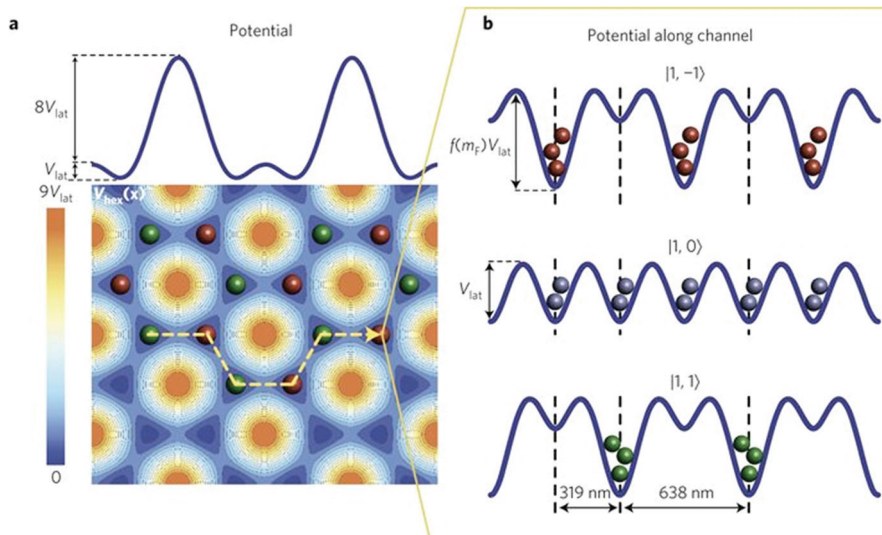 a
Potential
8V_lat
V_lat
9V_lat
V_hex(x)
0
b
Potential along channel
|1, −1⟩
f(m_F)V_lat
|1, 0⟩
V_lat
|1, 1⟩
319 nm
638 nm